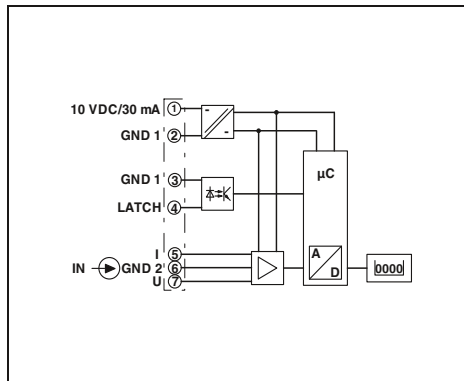 10 VDC/30 mA 1
GND 1 2
GND 1 3
LATCH 4
I 5
IN GND 2 6
U 7
µC
A
D
0000